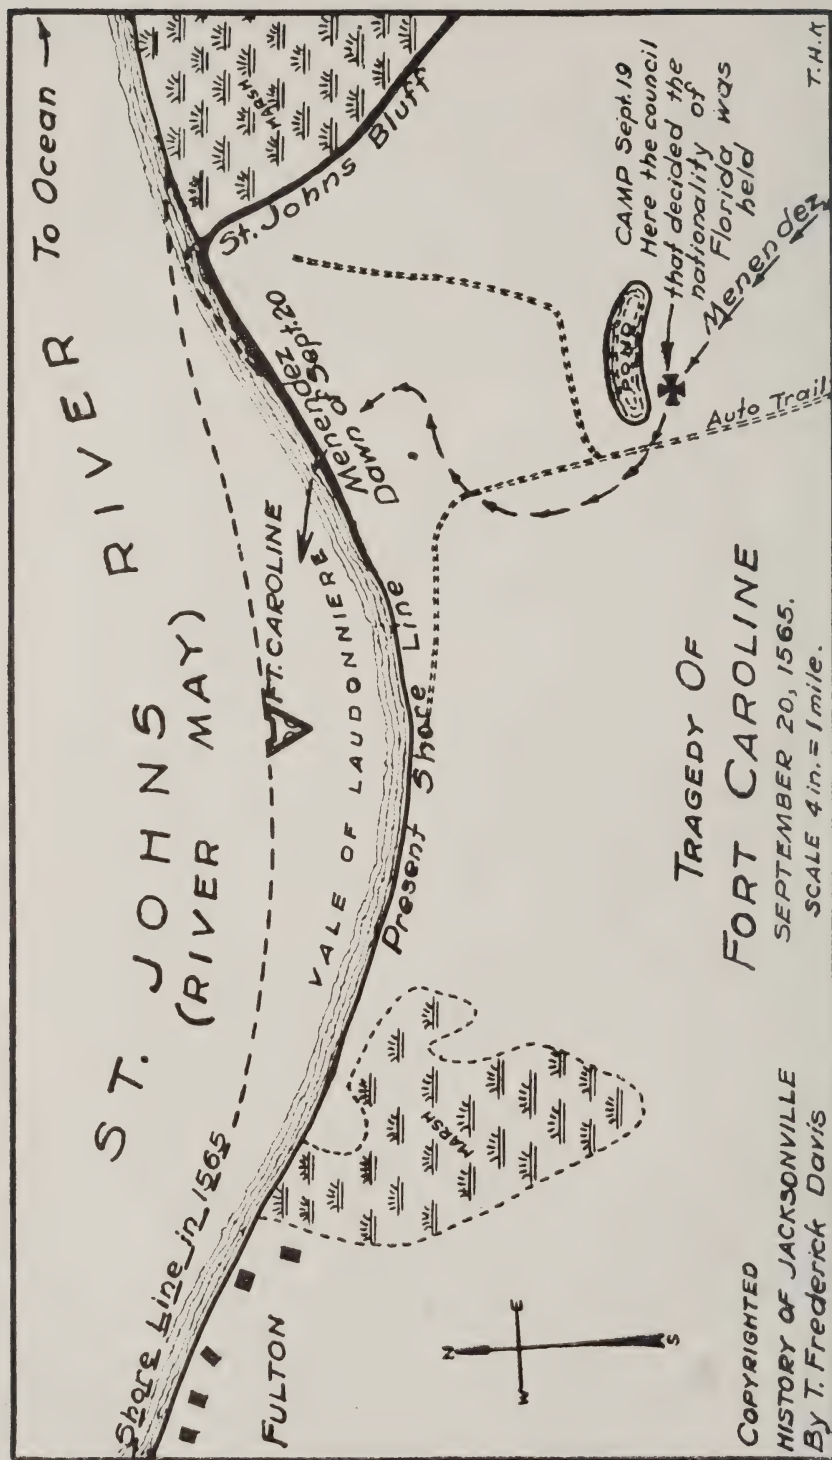 To Ocean →
ST. JOHNS RIVER
(RIVER MAY)
Shore Line in 1565
FT. CAROLINE
VALE OF LAUDONNIERE
Present Shore Line
MARSH
St. Johns Bluff
Menendez
Dawn of Sept. 20
POND
CAMP Sept. 19
Here the council
that decided the
nationality of
Florida was
held
Menendez
Auto Trail
T.H.K
MARSH
FULTON
N
W E
S
TRAGEDY OF
FORT CAROLINE
SEPTEMBER 20, 1565.
SCALE 4 in. = 1 mile.
COPYRIGHTED
HISTORY OF JACKSONVILLE
By T. Frederick Davis